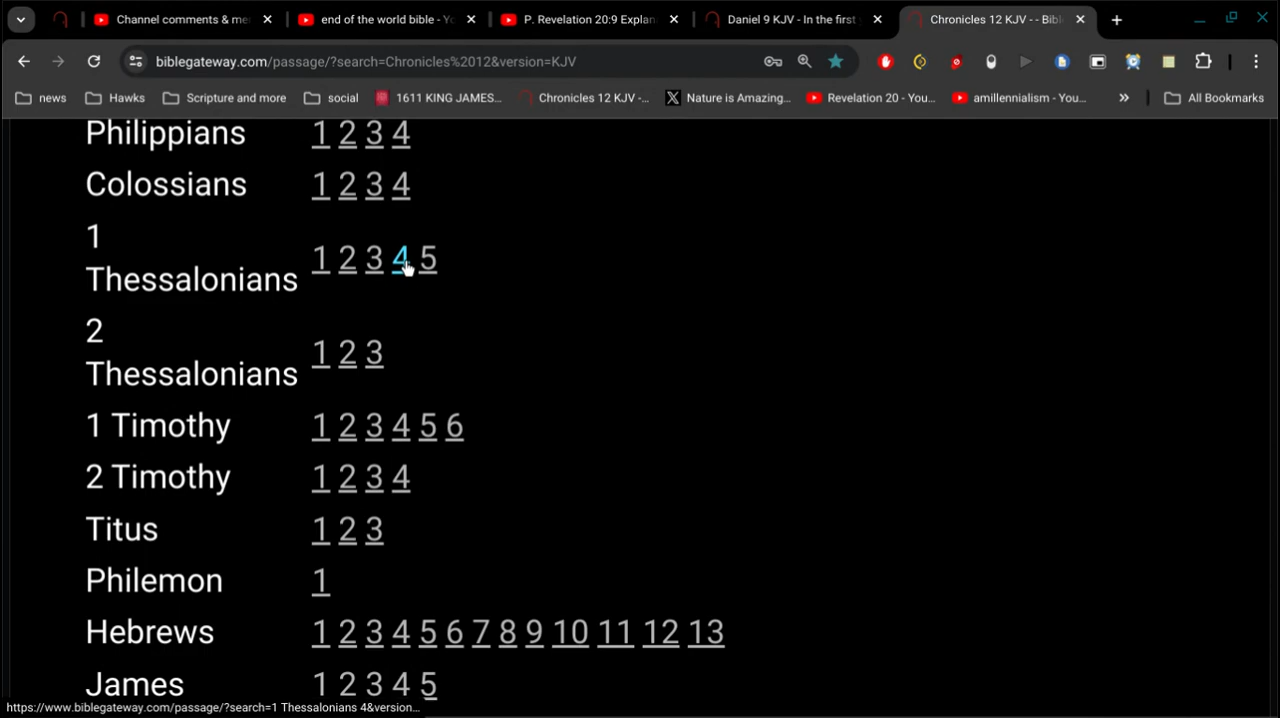 Channel comments & me
end of the world bible - Yo
P. Revelation 20:9 Explan
Daniel 9 KJV - In the first
Chronicles 12 KJV - - Bibl
biblegateway.com/passage/?search=Chronicles%2012&version=KJV
news
Hawks
Scripture and more
social
1611 KING JAMES...
Chronicles 12 KJV -...
Nature is Amazing...
Revelation 20 - You...
amillennialism - You...
All Bookmarks
Philippians 1 2 3 4
Colossians 1 2 3 4
1
Thessalonians 1 2 3 4 5
2
Thessalonians 1 2 3
1 Timothy 1 2 3 4 5 6
2 Timothy 1 2 3 4
Titus 1 2 3
Philemon 1
Hebrews 1 2 3 4 5 6 7 8 9 10 11 12 13
James 1 2 3 4 5
https://www.biblegateway.com/passage/?search=1 Thessalonians 4&version...